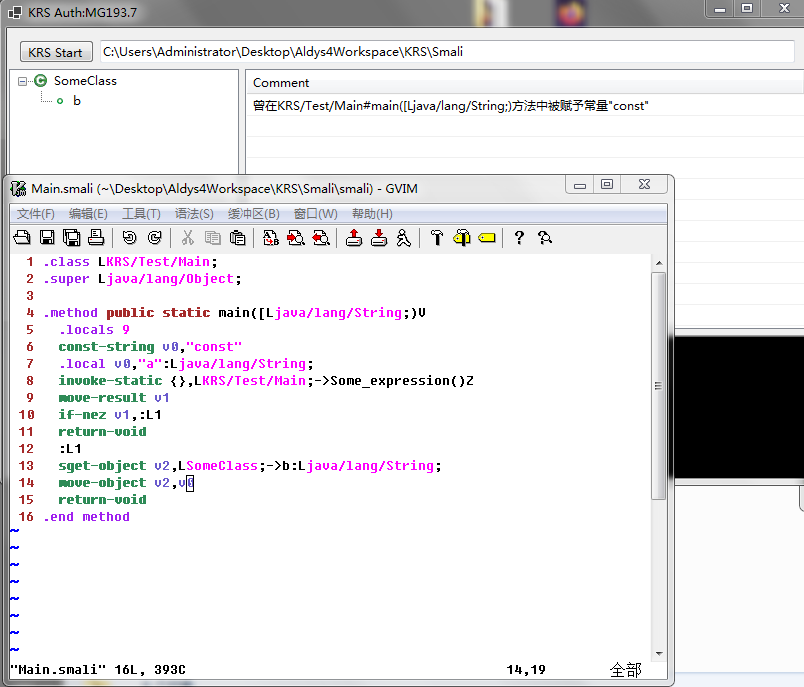 KRS Auth:MG193.7
KRS Start
C:\Users\Administrator\Desktop\Aldys4Workspace\KRS\Smali
SomeClass
b
Comment
曾在KRS/Test/Main#main([Ljava/lang/String;)方法中被赋予常量"const"
Main.smali (~\Desktop\Aldys4Workspace\KRS\Smali\smali) - GVIM
文件(F) 编辑(E) 工具(T) 语法(S) 缓冲区(B) 窗口(W) 帮助(H)
1 .class LKRS/Test/Main;
2 .super Ljava/lang/Object;
3
4 .method public static main([Ljava/lang/String;)V
5 .locals 9
6 const-string v0,"const"
7 .local v0,"a":Ljava/lang/String;
8 invoke-static {},LKRS/Test/Main;->Some_expression()Z
9 move-result v1
10 if-nez v1,:L1
11 return-void
12 :L1
13 sget-object v2,LSomeClass;->b:Ljava/lang/String;
14 move-object v2,v0
15 return-void
16 .end method
~
~
~
~
~
~
~
~
"Main.smali" 16L, 393C 14,19 全部